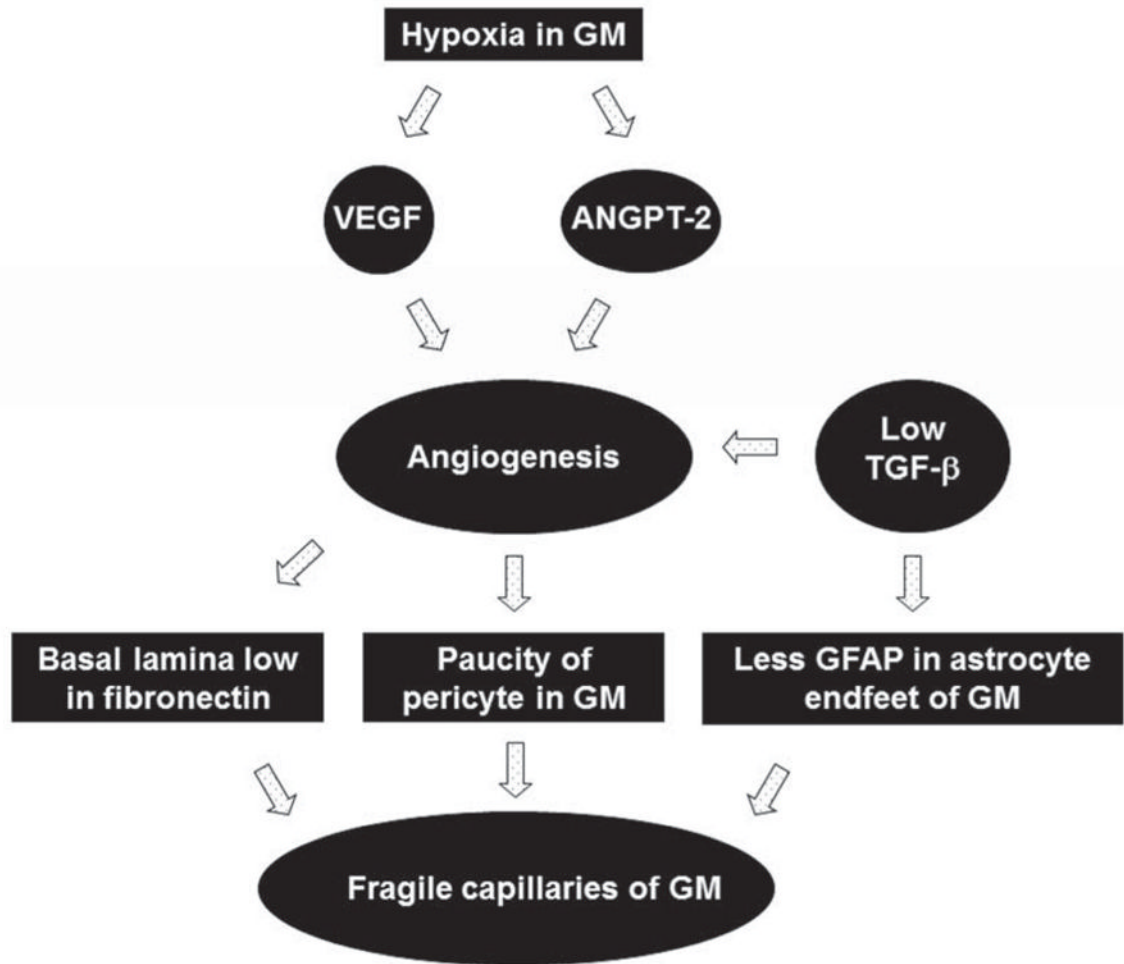 Hypoxia in GM
VEGF
ANGPT-2
Angiogenesis
Low
TGF-β
Basal lamina low
in fibronectin
Paucity of
pericyte in GM
Less GFAP in astrocyte
endfeet of GM
Fragile capillaries of GM